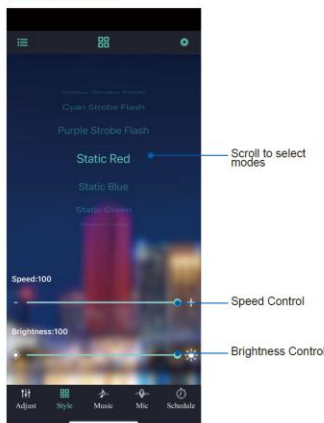 Cyan Strobe Flash
Purple Strobe Flash
Static Red
Scroll to select
modes
Static Blue
Static Green
Speed:100
Speed Control
Brightness:100
Brightness Control
Adjust
Style
Music
Mic
Schedule